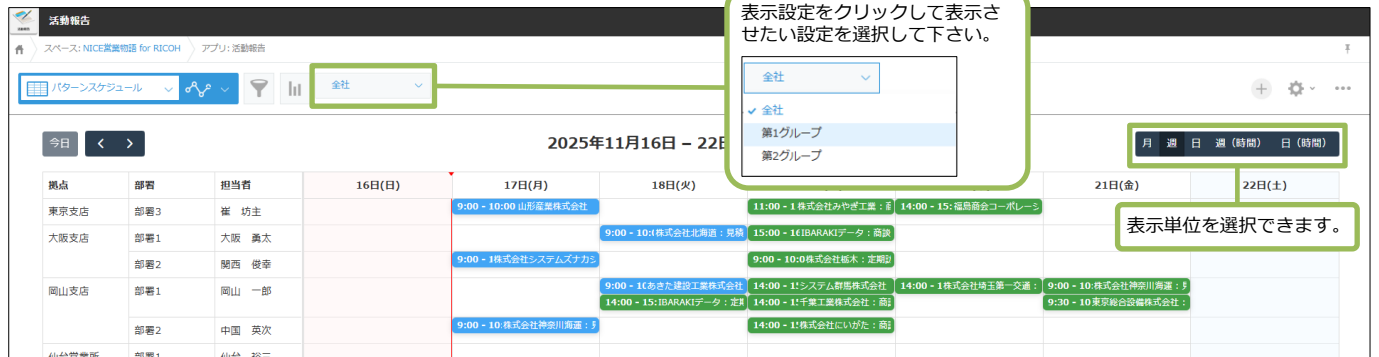 活動報告
表示設定をクリックして表示さ
せたい設定を選択して下さい。
スペース: NICE営業物語 for RICOH アプリ: 活動報告
パターンスケジュール
全社
全社
全社
第1グループ
第2グループ
今日
2025年11月16日 – 22日
月 週 日 週 (時間) 日 (時間)
表示単位を選択できます。
拠点 部署 担当者 16日(日) 17日(月) 18日(火) 21日(金) 22日(土)
東京支店 部署3 崔 坊主 9:00 - 10:00 山形産業株式会社 11:00 - 1 株式会社みやぎ工業: 商 14:00 - 15: 福島商会コーポレーシ
大阪支店 部署1 大阪 勇太 9:00 - 10:( 株式会社北海道: 見積 15:00 - 1( IBARAKIデータ: 商談
部署2 関西 俊幸 9:00 - 1 株式会社システムズナカシ 9:00 - 10:0 株式会社栃木: 定期訪
岡山支店 部署1 岡山 一郎 9:00 - 1( あきた建設工業株式会社 14:00 - 1! システム群馬株式会社 14:00 - 1 株式会社埼玉第一交通: 9:00 - 10: 株式会社神奈川海運: 見
14:00 - 15: IBARAKIデータ: 定期 14:00 - 1! 千葉工業株式会社: 商談 9:30 - 10 東京総合設備株式会社:
部署2 中国 英次 9:00 - 10: 株式会社神奈川海運: 見 14:00 - 1! 株式会社にいがた: 商談
仙台営業所 部署1 仙台 裕三